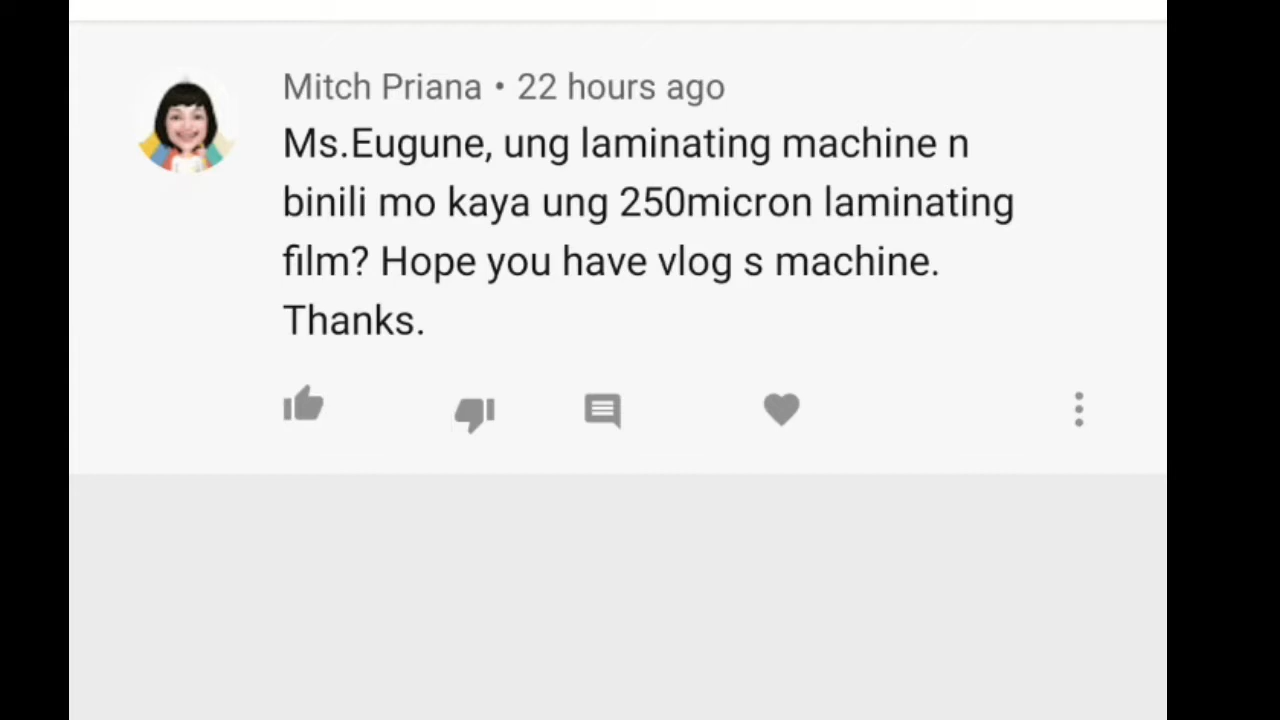 Mitch Priana • 22 hours ago
Ms.Eugune, ung laminating machine n
binili mo kaya ung 250micron laminating
film? Hope you have vlog s machine.
Thanks.